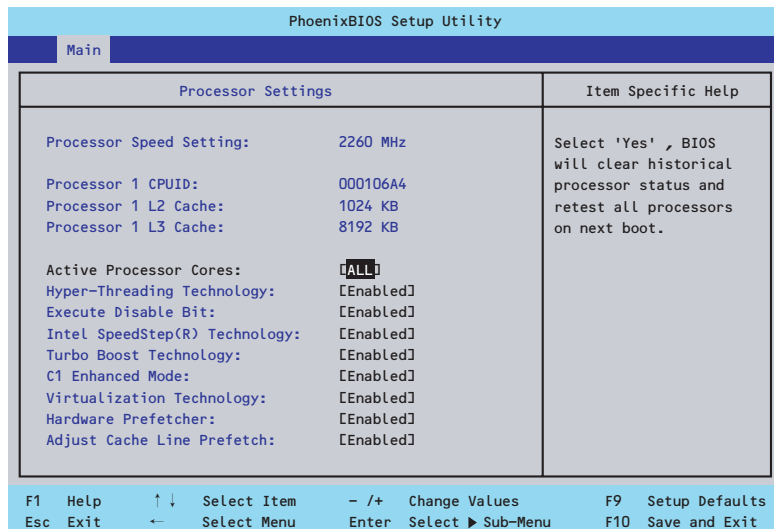 PhoenixBIOS Setup Utility
Main
Processor Settings
Processor Speed Setting: 2260 MHz
Processor 1 CPUID: 000106A4
Processor 1 L2 Cache: 1024 KB
Processor 1 L3 Cache: 8192 KB
Active Processor Cores: [ALL]
Hyper-Threading Technology: [Enabled]
Execute Disable Bit: [Enabled]
Intel SpeedStep(R) Technology: [Enabled]
Turbo Boost Technology: [Enabled]
C1 Enhanced Mode: [Enabled]
Virtualization Technology: [Enabled]
Hardware Prefetcher: [Enabled]
Adjust Cache Line Prefetch: [Enabled]
Item Specific Help
Select 'Yes' , BIOS
will clear historical
processor status and
retest all processors
on next boot.
F1 Help ↑↓ Select Item - /+ Change Values F9 Setup Defaults
Esc Exit ← Select Menu Enter Select ▶ Sub-Menu F10 Save and Exit